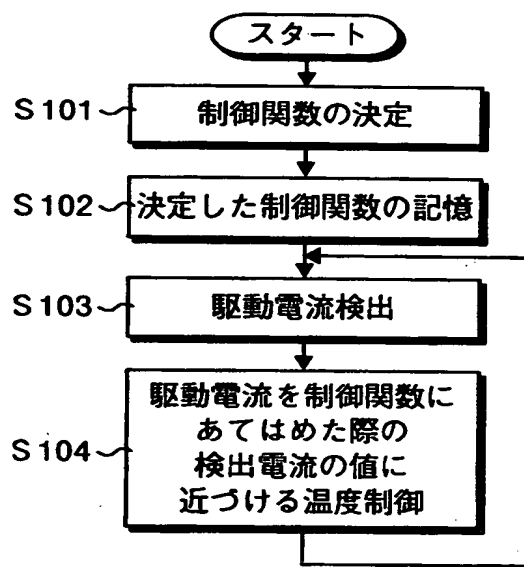 スタート
S101 制御関数の決定
S102 決定した制御関数の記憶
S103 駆動電流検出
S104
駆動電流を制御関数に
あてはめた際の
検出電流の値に
近づける温度制御